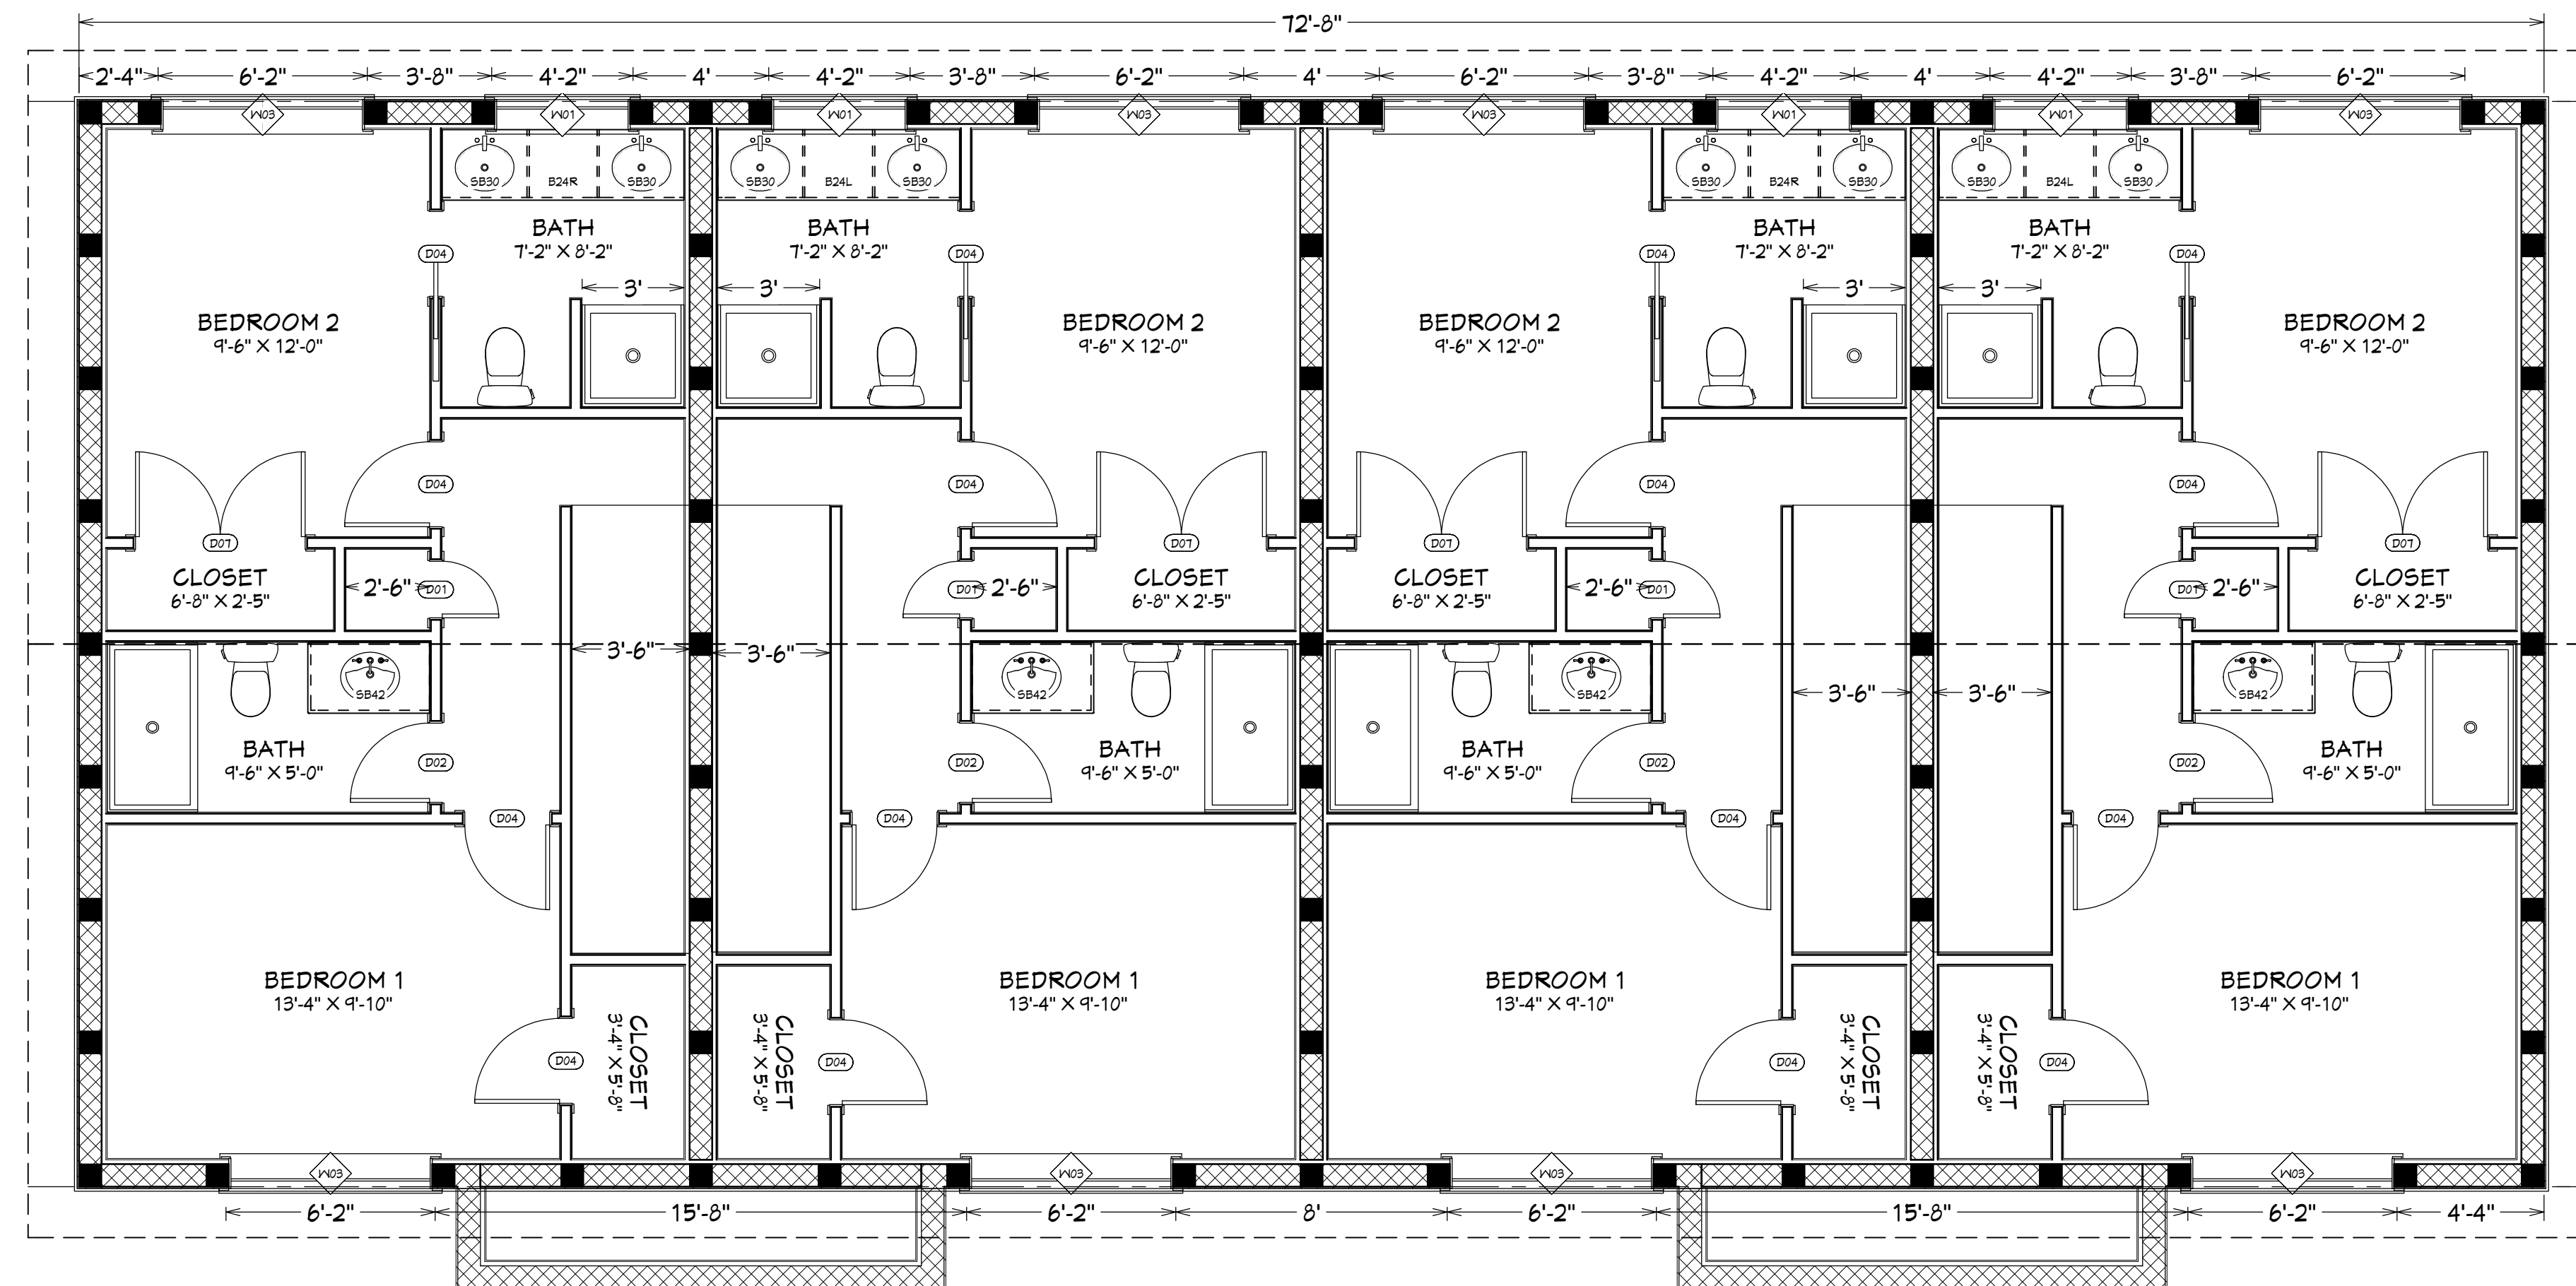 72'-8"
2'-4" 6'-2" 3'-8" 4'-2" 4' 4'-2" 3'-8" 6'-2" 4' 6'-2" 3'-8" 4'-2" 4' 4'-2" 3'-8" 6'-2"
W03 W01 W01 W03 W03 W01 W01 W03
SB30 B24R SB30 SB30 B24L SB30 SB30 B24R SB30 SB30 B24L SB30
BATH BATH BATH BATH
7'-2" X 8'-2" 7'-2" X 8'-2" 7'-2" X 8'-2" 7'-2" X 8'-2"
D04 D04 D04 D04
3' 3' 3' 3'
BEDROOM 2 BEDROOM 2 BEDROOM 2 BEDROOM 2
9'-6" X 12'-0" 9'-6" X 12'-0" 9'-6" X 12'-0" 9'-6" X 12'-0"
D04 D04 D04 D04
D07 D07 D07 D07
CLOSET CLOSET CLOSET CLOSET
6'-8" X 2'-5" 6'-8" X 2'-5" 6'-8" X 2'-5" 6'-8" X 2'-5"
2'-6" D01 D01 2'-6" 2'-6" D01 D01 2'-6"
3'-6" 3'-6" 3'-6" 3'-6"
SB42 SB42 SB42 SB42
BATH BATH BATH BATH
9'-6" X 5'-0" 9'-6" X 5'-0" 9'-6" X 5'-0" 9'-6" X 5'-0"
D02 D02 D02 D02
D04 D04 D04 D04
BEDROOM 1 BEDROOM 1 BEDROOM 1 BEDROOM 1
13'-4" X 9'-10" 13'-4" X 9'-10" 13'-4" X 9'-10" 13'-4" X 9'-10"
CLOSET CLOSET CLOSET CLOSET
3'-4" X 5'-8" 3'-4" X 5'-8" 3'-4" X 5'-8" 3'-4" X 5'-8"
D04 D04 D04 D04
W03 W03 W03 W03
6'-2" 15'-8" 6'-2" 8' 6'-2" 15'-8" 6'-2" 4'-4"